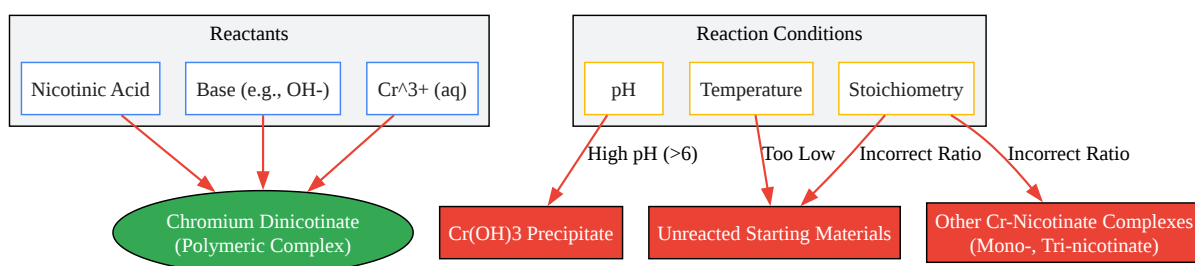 Reactants
Reaction Conditions
Nicotinic Acid
Base (e.g., OH-)
Cr^3+ (aq)
pH
Temperature
Stoichiometry
High pH (>6)
Too Low
Incorrect Ratio
Incorrect Ratio
Chromium Dinicotinate
(Polymeric Complex)
Cr(OH)3 Precipitate
Unreacted Starting Materials
Other Cr-Nicotinate Complexes
(Mono-, Tri-nicotinate)